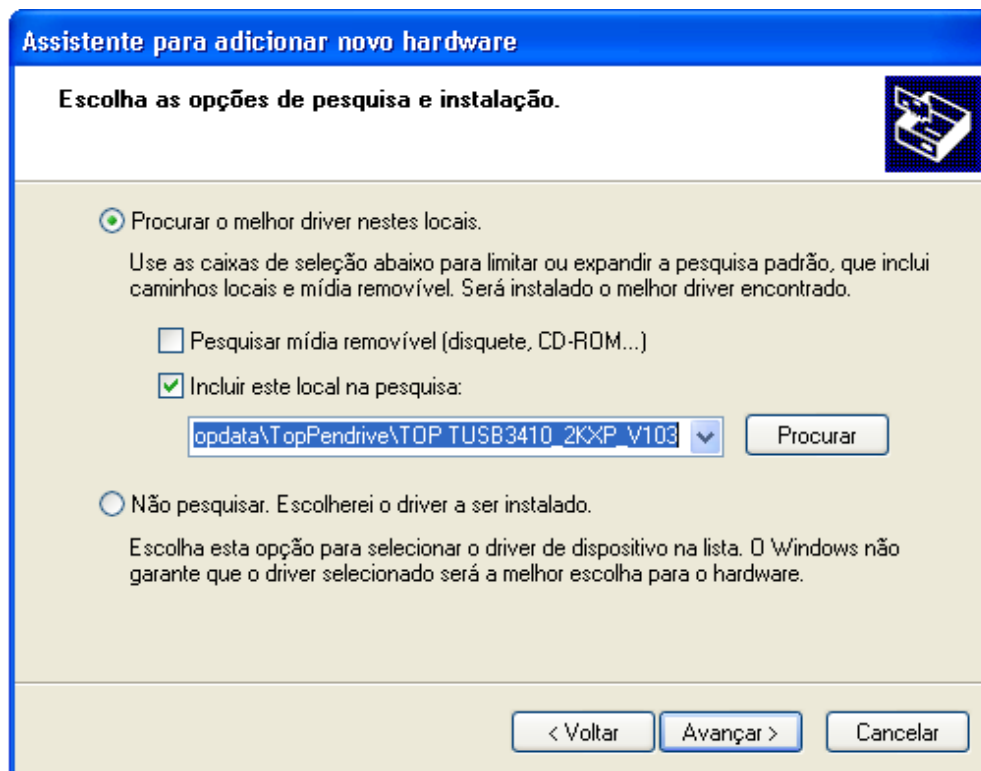 Assistente para adicionar novo hardware
Escolha as opções de pesquisa e instalação.
Procurar o melhor driver nestes locais.
Use as caixas de seleção abaixo para limitar ou expandir a pesquisa padrão, que inclui
caminhos locais e mídia removível. Será instalado o melhor driver encontrado.
Pesquisar mídia removível (disquete, CD-ROM...)
Incluir este local na pesquisa:
opdata\TopPendrive\TOP TUSB3410_2KXP_V103
Procurar
Não pesquisar. Escolherei o driver a ser instalado.
Escolha esta opção para selecionar o driver de dispositivo na lista. O Windows não
garante que o driver selecionado será a melhor escolha para o hardware.
< Voltar
Avançar >
Cancelar